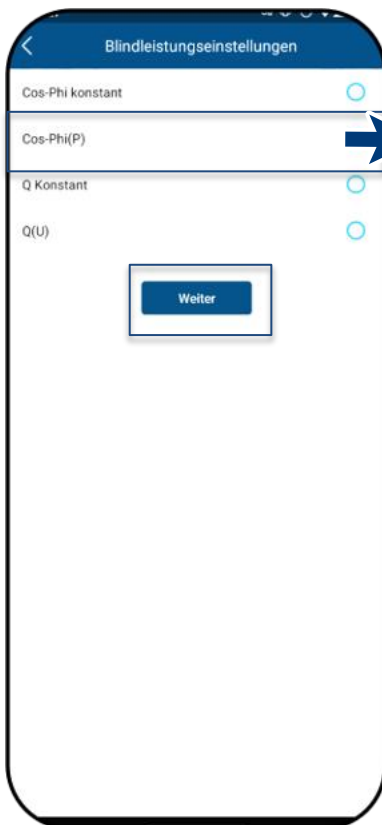 Blindleistungseinstellungen
Cos-Phi konstant
Cos-Phi(P)
Q Konstant
Q(U)
Weiter